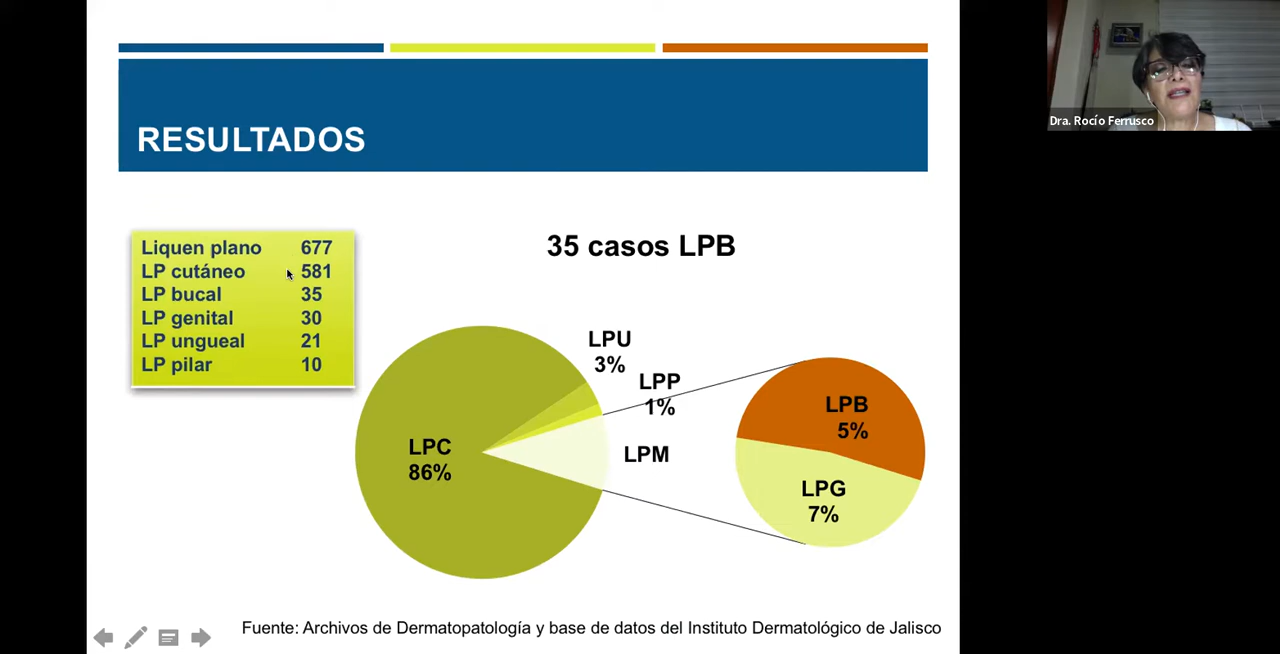 RESULTADOS
Dra. Rocío Ferrusco
Liquen plano 677
LP cutáneo 581
LP bucal 35
LP genital 30
LP ungueal 21
LP pilar 10
35 casos LPB
LPU
3%
LPP
1%
LPC
86%
LPM
LPB
5%
LPG
7%
Fuente: Archivos de Dermatopatología y base de datos del Instituto Dermatológico de Jalisco